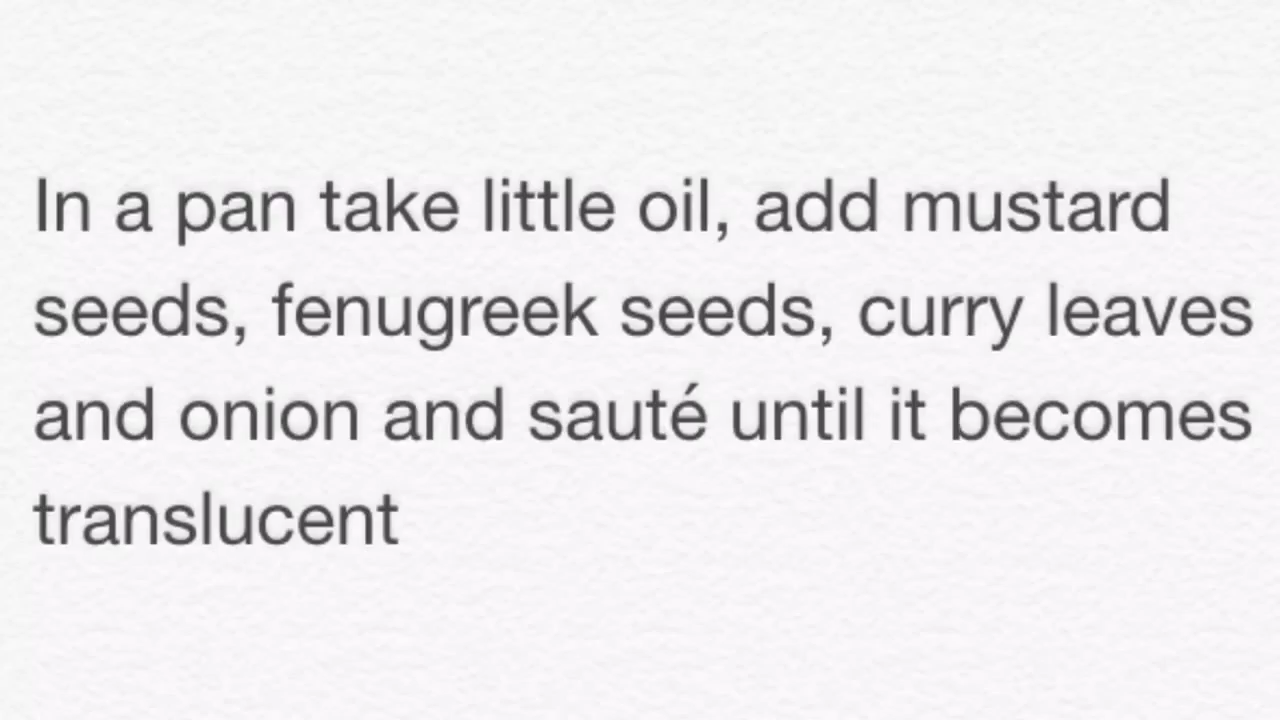 In a pan take little oil, add mustard
seeds, fenugreek seeds, curry leaves
and onion and sauté until it becomes
translucent